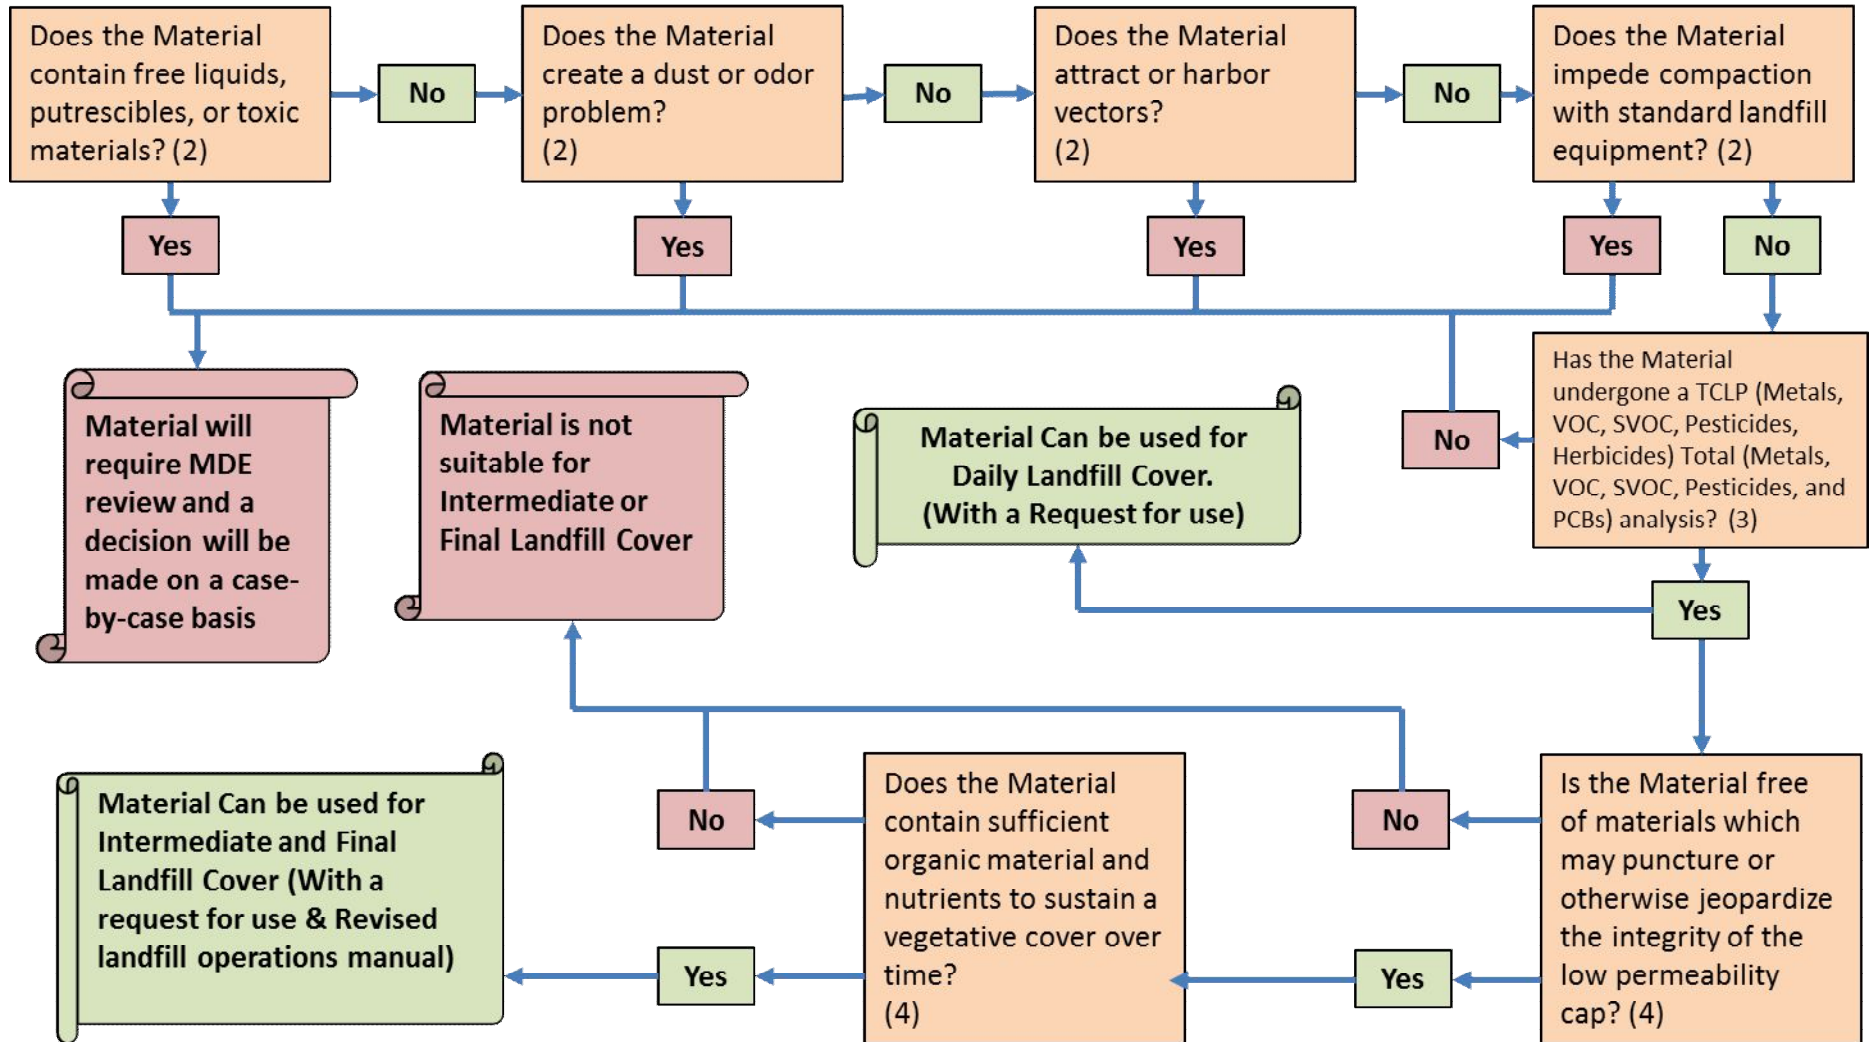 Does the Material
contain free liquids,
putrescibles, or toxic
materials? (2)
No
Does the Material
create a dust or odor
problem?
(2)
No
Does the Material
attract or harbor
vectors?
(2)
No
Does the Material
impede compaction
with standard landfill
equipment? (2)
Yes
Yes
Yes
Yes
No
Material will
require MDE
review and a
decision will be
made on a case-
by-case basis
Material is not
suitable for
Intermediate or
Final Landfill Cover
Material Can be used for
Daily Landfill Cover.
(With a Request for use)
No
Has the Material
undergone a TCLP (Metals,
VOC, SVOC, Pesticides,
Herbicides) Total (Metals,
VOC, SVOC, Pesticides, and
PCBs) analysis? (3)
Yes
Material Can be used for
Intermediate and Final
Landfill Cover (With a
request for use & Revised
landfill operations manual)
No
Yes
Does the Material
contain sufficient
organic material and
nutrients to sustain a
vegetative cover over
time?
(4)
No
Yes
Is the Material free
of materials which
may puncture or
otherwise jeopardize
the integrity of the
low permeability
cap? (4)